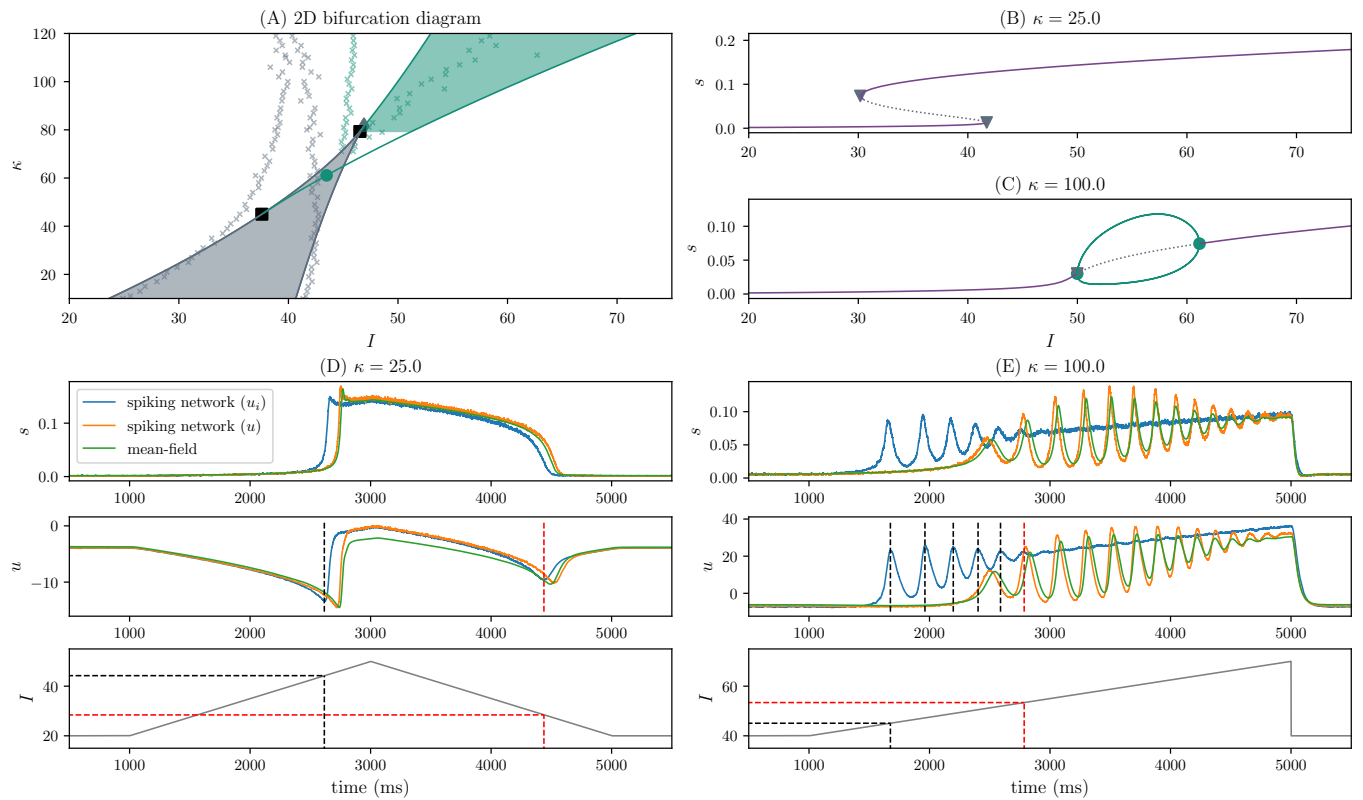 (A) 2D bifurcation diagram
120
100
80
60
40
20
κ
20 30 40 50 60 70
I
(B) κ = 25.0
0.2
0.1
0.0
s
20 30 40 50 60 70
(C) κ = 100.0
0.10
0.05
0.00
s
20 30 40 50 60 70
I
(D) κ = 25.0
spiking network (u_i)
spiking network (u)
mean-field
0.1
0.0
s
1000 2000 3000 4000 5000
0
−10
u
1000 2000 3000 4000 5000
40
20
I
1000 2000 3000 4000 5000
time (ms)
(E) κ = 100.0
0.10
0.05
0.00
s
1000 2000 3000 4000 5000
40
20
0
u
1000 2000 3000 4000 5000
60
40
I
1000 2000 3000 4000 5000
time (ms)